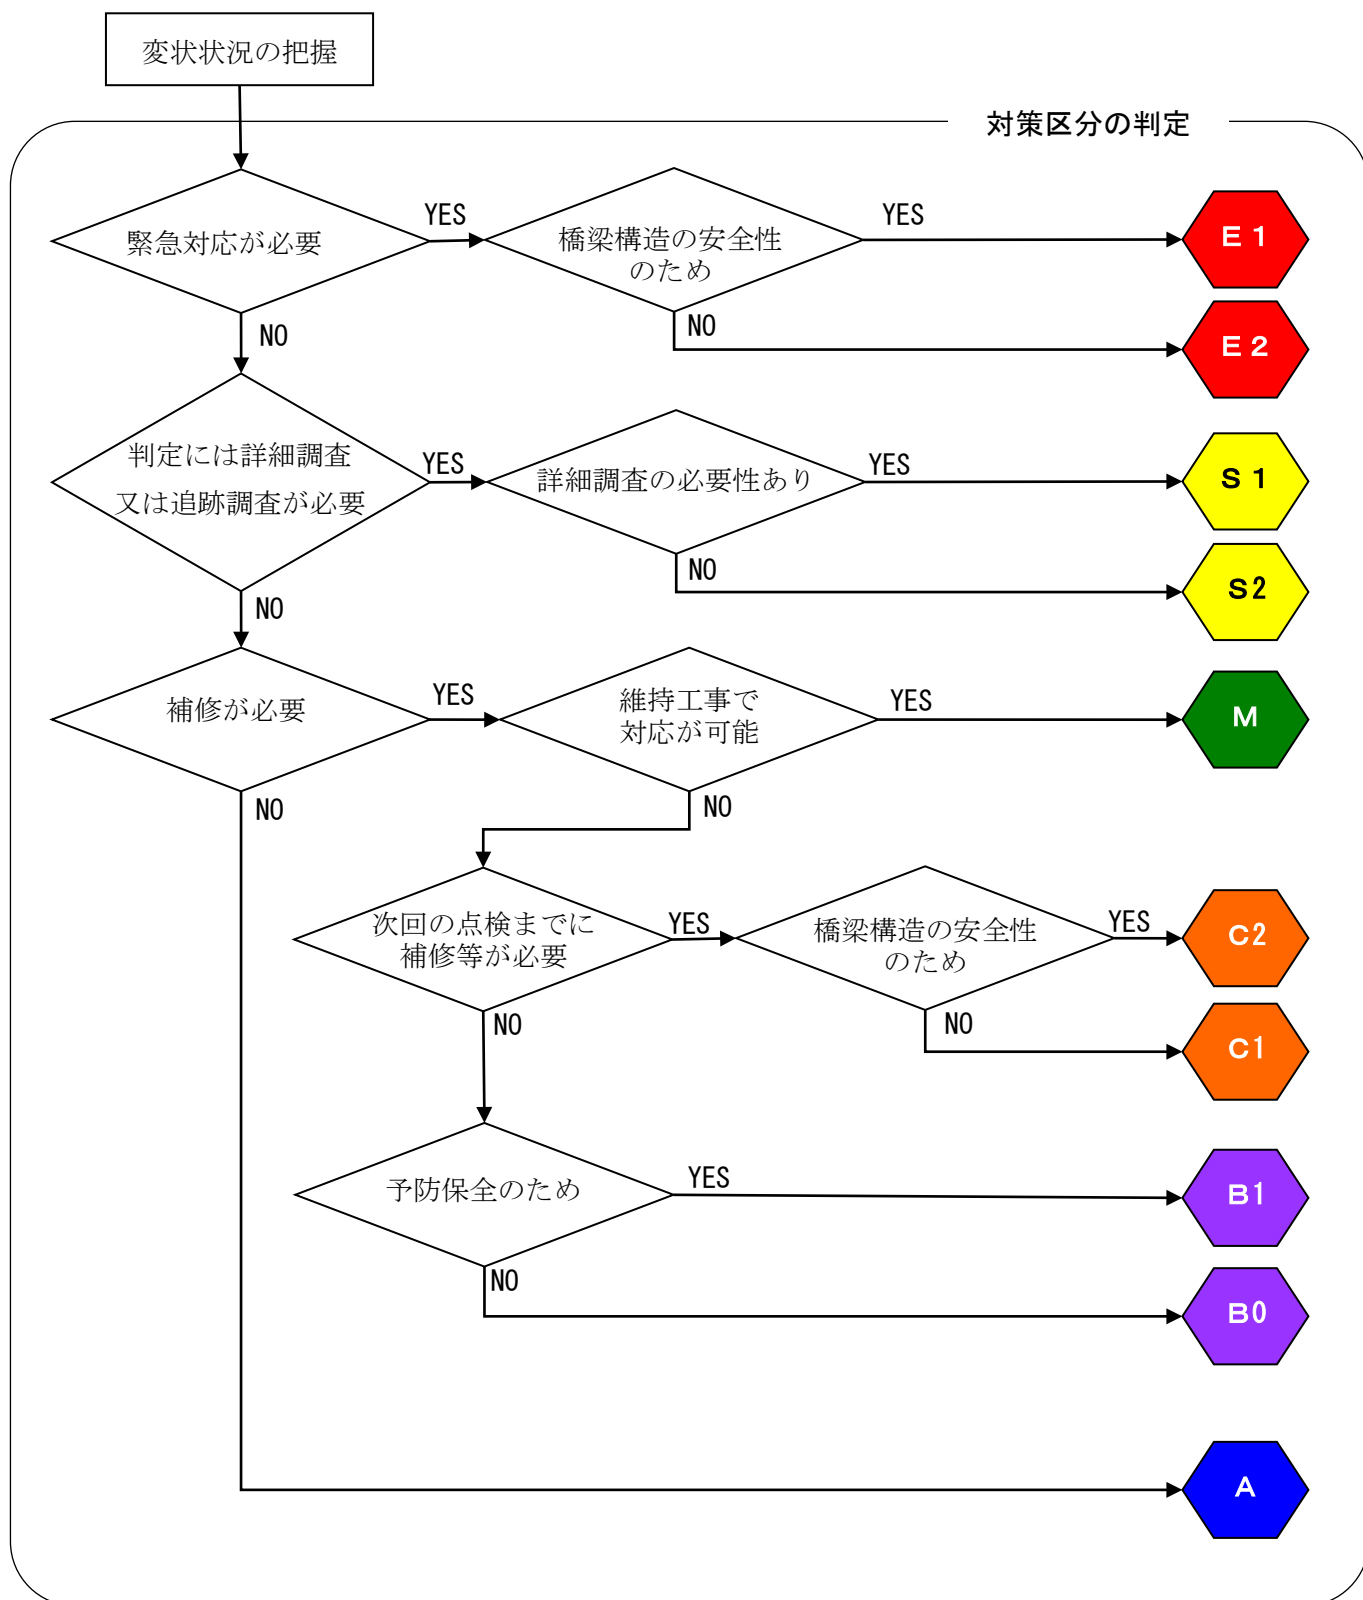 変状状況の把握
対策区分の判定
緊急対応が必要
YES
橋梁構造の安全性
のため
YES
E1
NO
E2
NO
判定には詳細調査
又は追跡調査が必要
YES
詳細調査の必要性あり
YES
S1
NO
S2
NO
補修が必要
YES
維持工事で
対応が可能
YES
M
NO
NO
次回の点検までに
補修等が必要
YES
橋梁構造の安全性
のため
YES
C2
NO
C1
NO
予防保全のため
YES
B1
NO
B0
A